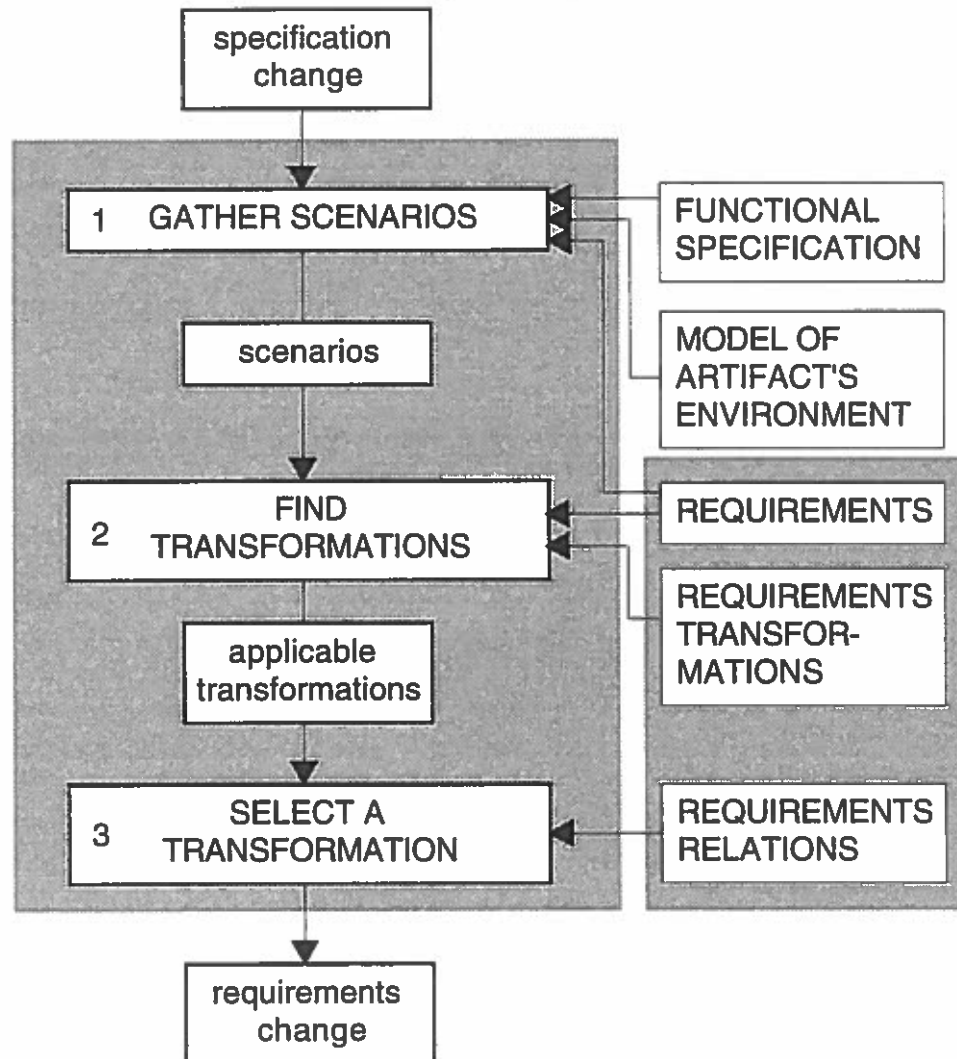 specification
change
1 GATHER SCENARIOS
FUNCTIONAL
SPECIFICATION
scenarios
MODEL OF
ARTIFACT'S
ENVIRONMENT
2 FIND
TRANSFORMATIONS
REQUIREMENTS
REQUIREMENTS
TRANSFOR-
MATIONS
applicable
transformations
3 SELECT A
TRANSFORMATION
REQUIREMENTS
RELATIONS
requirements
change